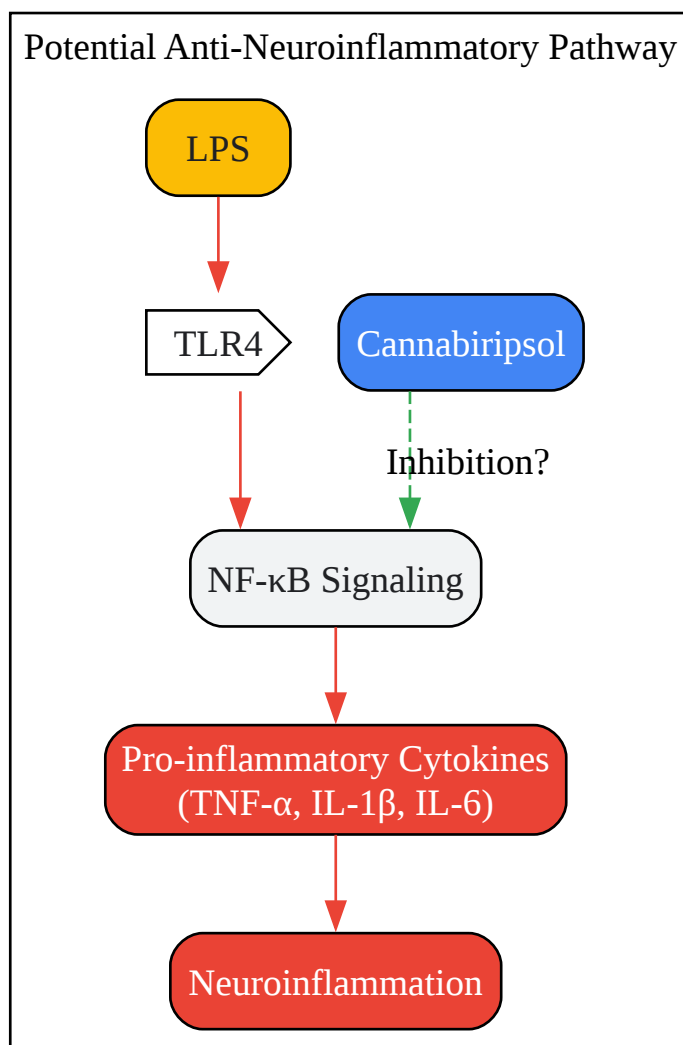 Potential Anti-Neuroinflammatory Pathway
LPS
TLR4
Cannabiripsol
Inhibition?
NF-κB Signaling
Pro-inflammatory Cytokines
(TNF-α, IL-1β, IL-6)
Neuroinflammation